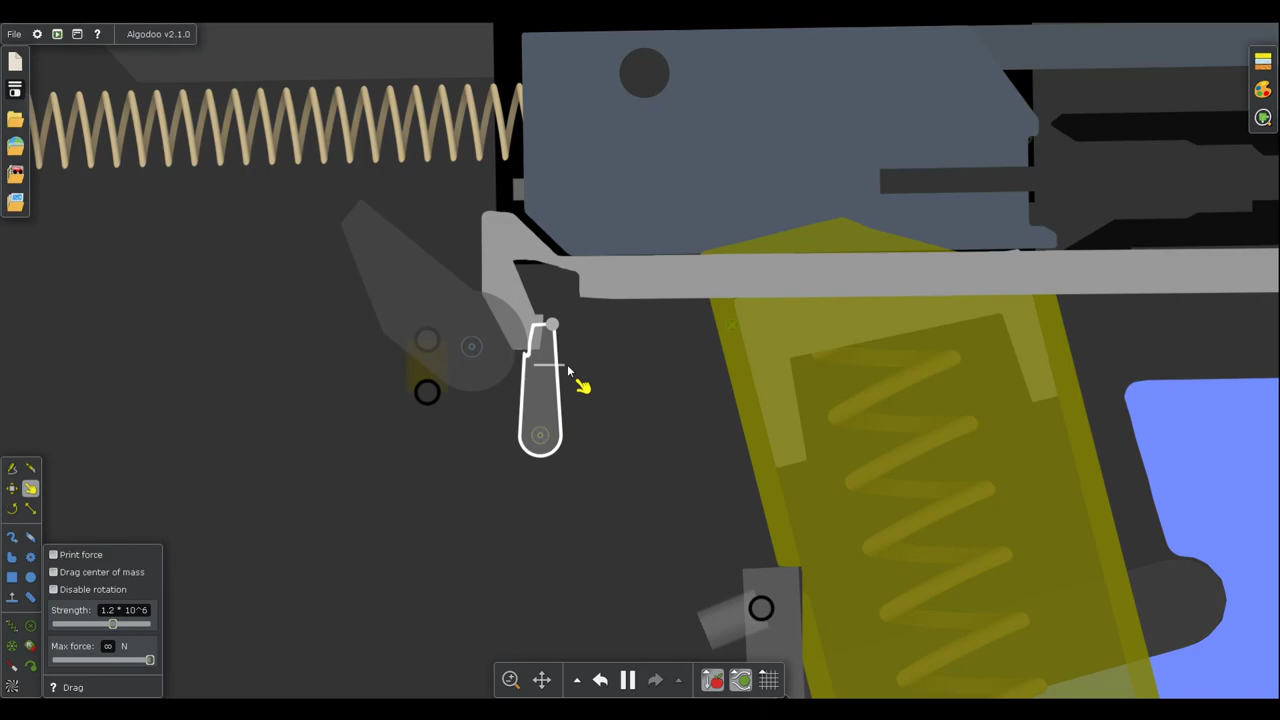 File ? Algodoo v2.1.0
Print force
Drag center of mass
Disable rotation
Strength: 1.2 * 10^6
Max force: ∞ N
? Drag